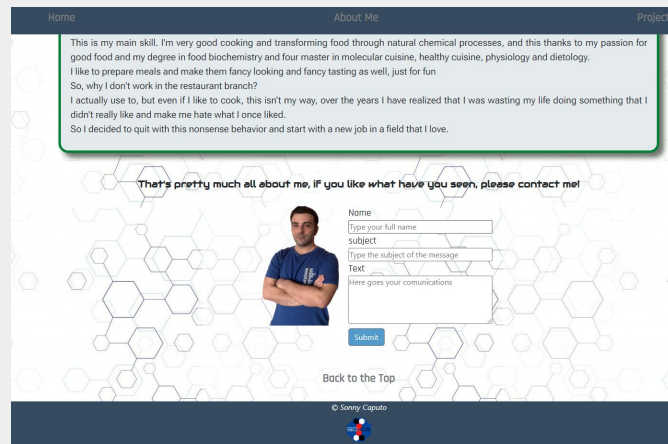 Home About Me Project
This is my main skill. I'm very good cooking and transforming food through natural chemical processes, and this thanks to my passion for
good food and my degree in food biochemistry and four master in molecular cuisine, healthy cuisine, physiology and dietology.
I like to prepare meals and make them fancy looking and fancy tasting as well, just for fun
So, why I don't work in the restaurant branch?
I actually use to, but even if I like to cook, this isn't my way, over the years I have realized that I was wasting my life doing something that I
didn't really like and make me hate what I once liked.
So I decided to quit with this nonsense behavior and start with a new job in a field that I love.
That's pretty much all about me, if you like what have you seen, please contact me!
Name
Type your full name
subject
Type the subject of the message
Text
Here goes your comunications
Submit
Back to the Top
© Sonny Caputo